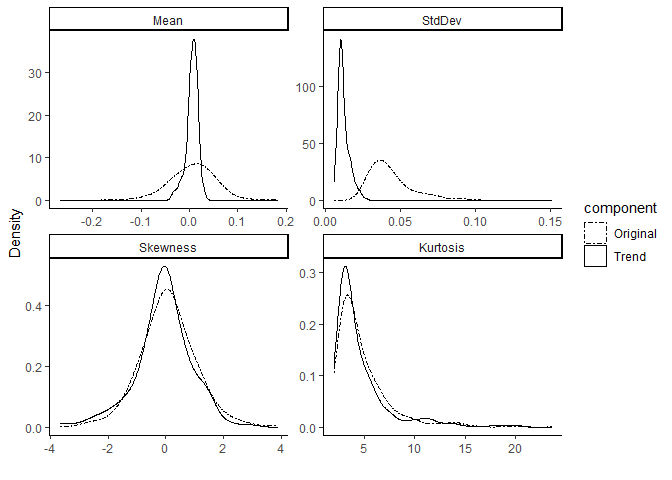 Mean
StdDev
30
20
10
0
100
50
0
-0.2 -0.1 0.0 0.1 0.2
0.00 0.05 0.10 0.15
Density
Skewness
Kurtosis
0.4
0.2
0.0
0.3
0.2
0.1
0.0
-4 -2 0 2 4
5 10 15 20
component
Original
Trend